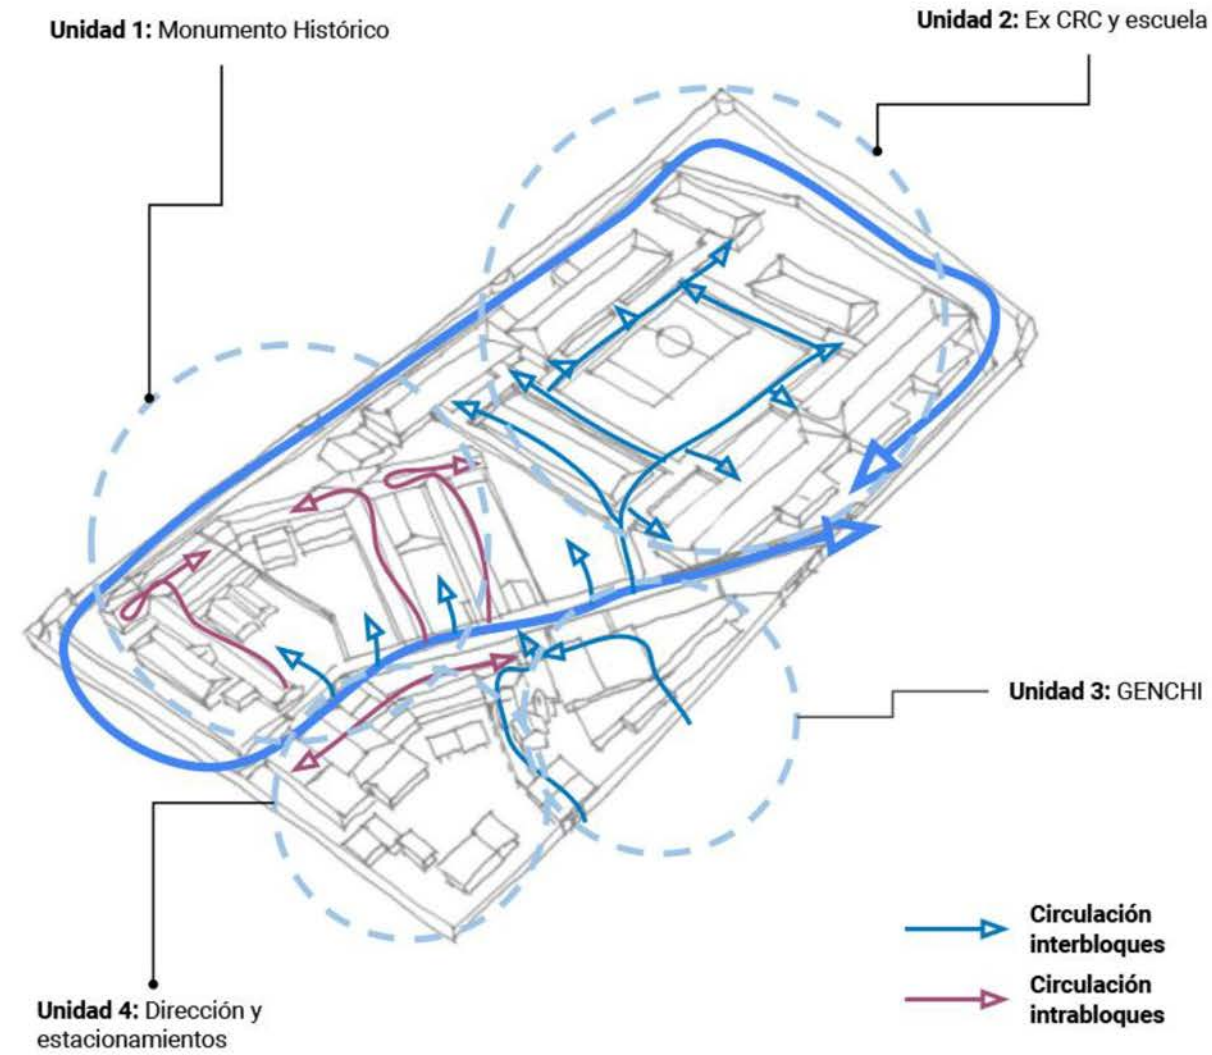 Unidad 1: Monumento Histórico
Unidad 2: Ex CRC y escuela
Unidad 3: GENCHI
Unidad 4: Dirección y
estacionamientos
Circulación
interbloques
Circulación
intrabloques